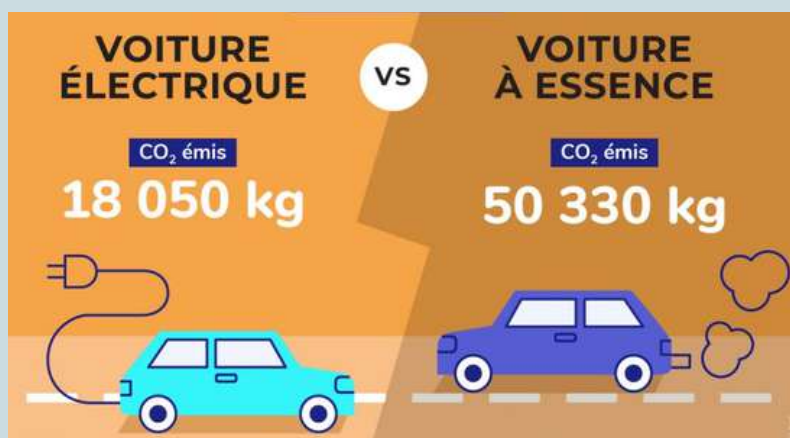 VOITURE
ÉLECTRIQUE
VS
VOITURE
À ESSENCE
CO₂ émis
18 050 kg
CO₂ émis
50 330 kg